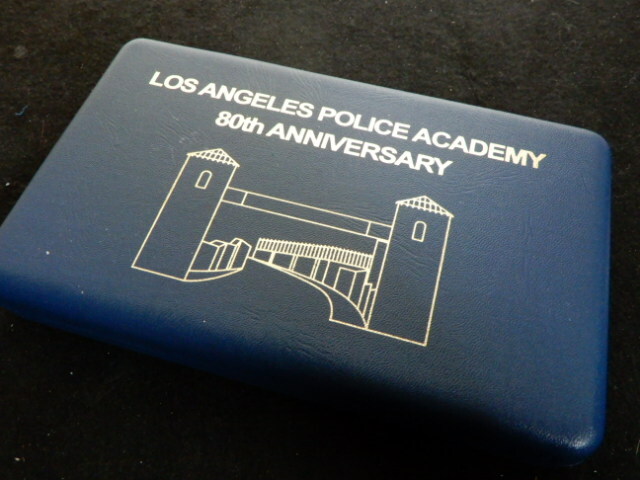 LOS ANGELES POLICE ACADEMY
80th ANNIVERSARY